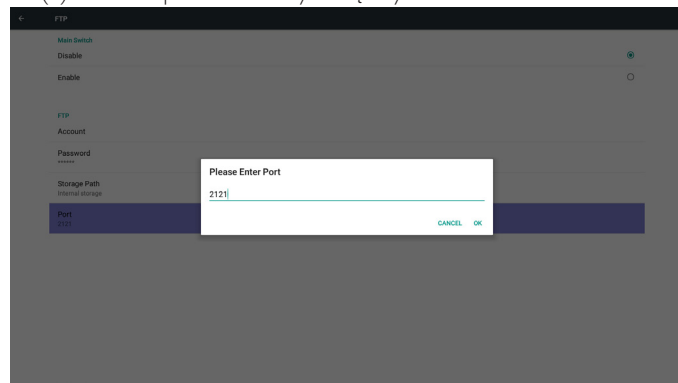 FTP
Main Switch
Disable
Enable
FTP
Account
Password
******
Storage Path
Internal storage
Port
2121
Please Enter Port
2121
CANCEL OK